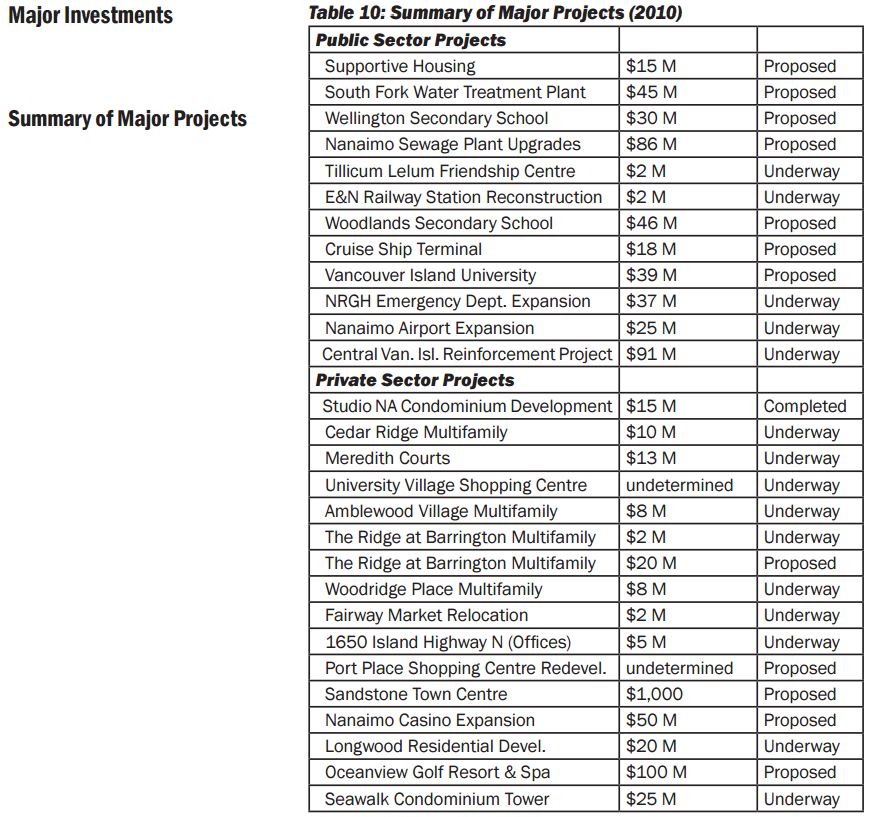 Major Investments
Summary of Major Projects
Table 10: Summary of Major Projects (2010)
Public Sector Projects
Supportive Housing $15 M Proposed
South Fork Water Treatment Plant $45 M Proposed
Wellington Secondary School $30 M Proposed
Nanaimo Sewage Plant Upgrades $86 M Proposed
Tillicum Lelum Friendship Centre $2 M Underway
E&N Railway Station Reconstruction $2 M Underway
Woodlands Secondary School $46 M Proposed
Cruise Ship Terminal $18 M Proposed
Vancouver Island University $39 M Proposed
NRGH Emergency Dept. Expansion $37 M Underway
Nanaimo Airport Expansion $25 M Underway
Central Van. Isl. Reinforcement Project $91 M Underway
Private Sector Projects
Studio NA Condominium Development $15 M Completed
Cedar Ridge Multifamily $10 M Underway
Meredith Courts $13 M Underway
University Village Shopping Centre undetermined Underway
Amblewood Village Multifamily $8 M Underway
The Ridge at Barrington Multifamily $2 M Underway
The Ridge at Barrington Multifamily $20 M Proposed
Woodridge Place Multifamily $8 M Underway
Fairway Market Relocation $2 M Underway
1650 Island Highway N (Offices) $5 M Underway
Port Place Shopping Centre Redevel. undetermined Proposed
Sandstone Town Centre $1,000 Proposed
Nanaimo Casino Expansion $50 M Proposed
Longwood Residential Devel. $20 M Underway
Oceanview Golf Resort & Spa $100 M Proposed
Seawalk Condominium Tower $25 M Underway